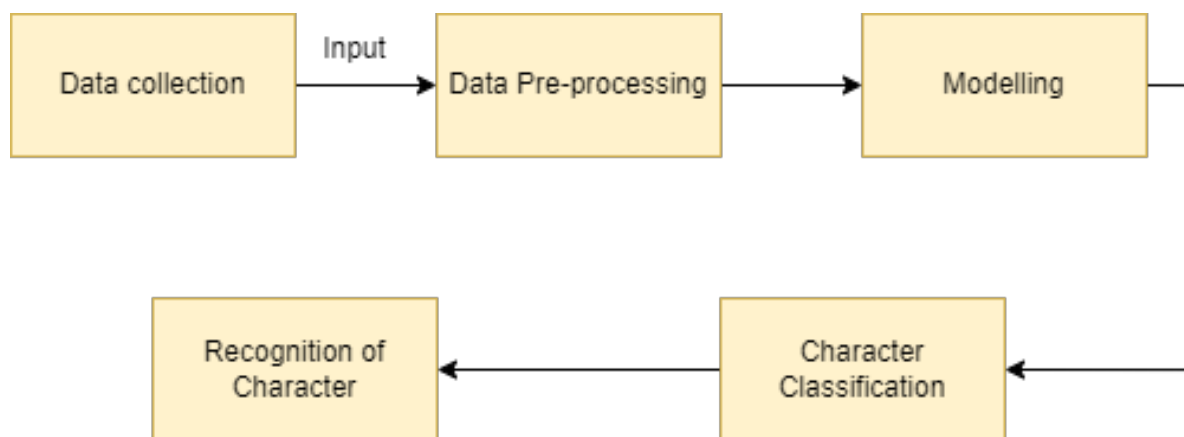 Data collection
Input
Data Pre-processing
Modelling
Recognition of
Character
Character
Classification